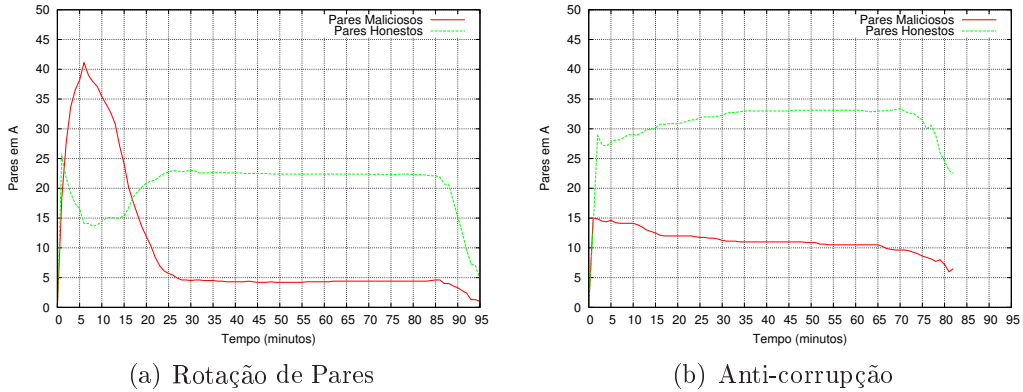 50
45
40
35
30
25
20
15
10
5
0
Pares em A
Pares Maliciosos
Pares Honestos
0 5 10 15 20 25 30 35 40 45 50 55 60 65 70 75 80 85 90 95
Tempo (minutos)
(a) Rotação de Pares
50
45
40
35
30
25
20
15
10
5
0
Pares em A
Pares Maliciosos
Pares Honestos
0 5 10 15 20 25 30 35 40 45 50 55 60 65 70 75 80 85 90 95
Tempo (minutos)
(b) Anti-corrupção